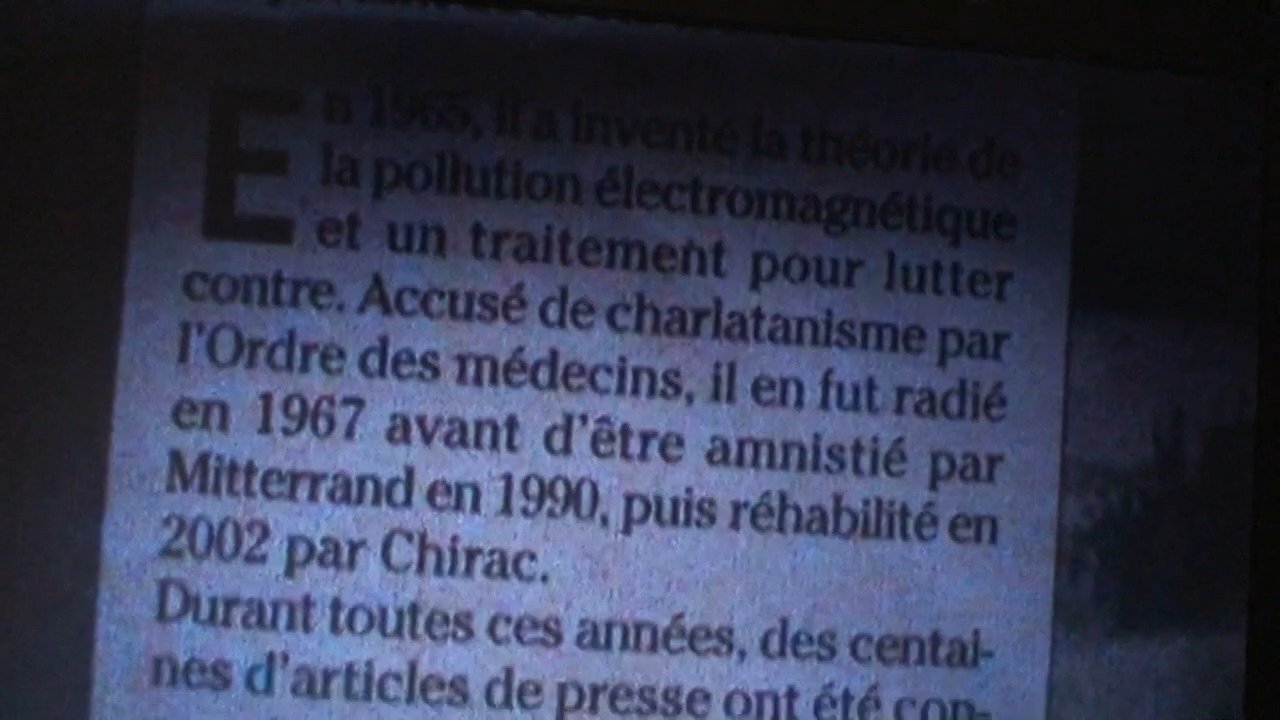 En 1965, il a inventé la théorie de
la pollution électromagnétique
et un traitement pour lutter
contre. Accusé de charlatanisme par
l'Ordre des médecins, il en fut radié
en 1967 avant d'être amnistié par
Mitterrand en 1990, puis réhabilité en
2002 par Chirac.
Durant toutes ces années, des centai-
nes d'articles de presse ont été con-